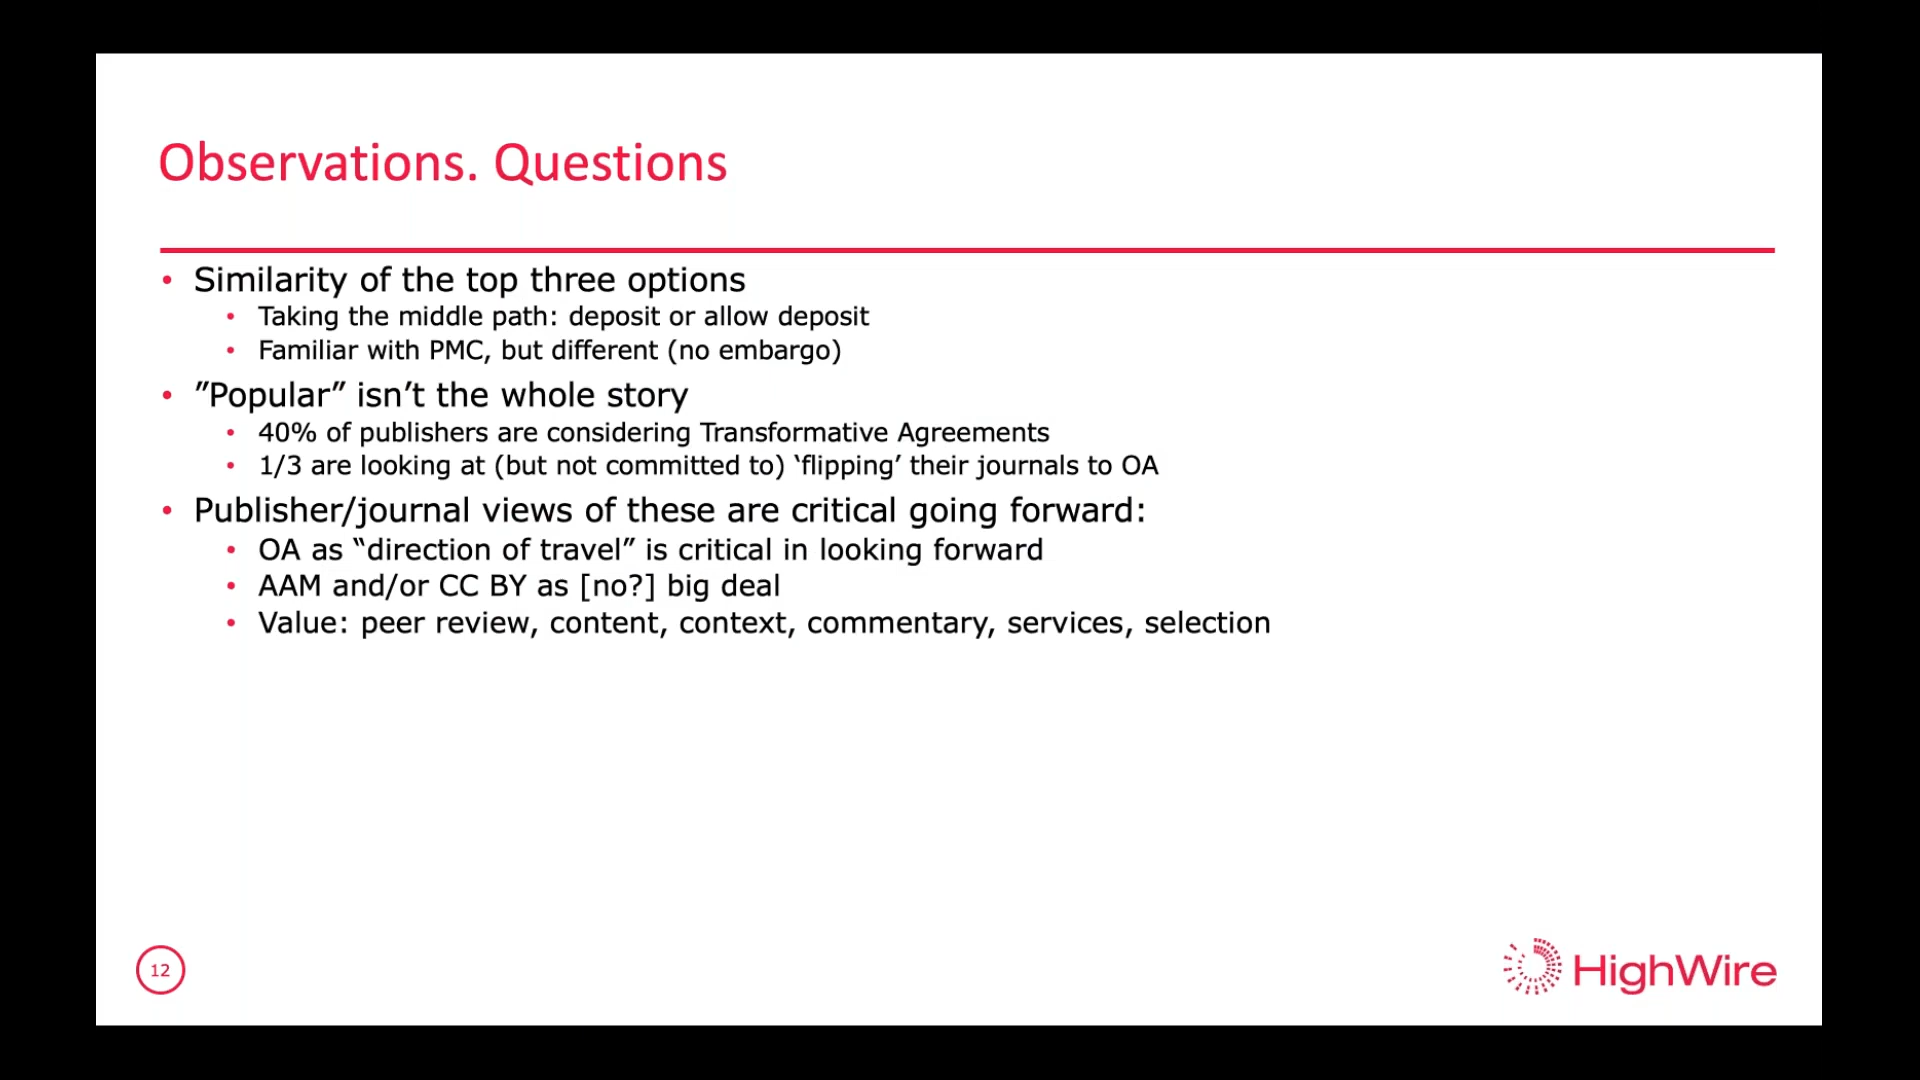 Observations. Questions
• Similarity of the top three options
• Taking the middle path: deposit or allow deposit
• Familiar with PMC, but different (no embargo)
• ”Popular” isn’t the whole story
• 40% of publishers are considering Transformative Agreements
• 1/3 are looking at (but not committed to) ‘flipping’ their journals to OA
• Publisher/journal views of these are critical going forward:
• OA as “direction of travel” is critical in looking forward
• AAM and/or CC BY as [no?] big deal
• Value: peer review, content, context, commentary, services, selection
12
HighWire